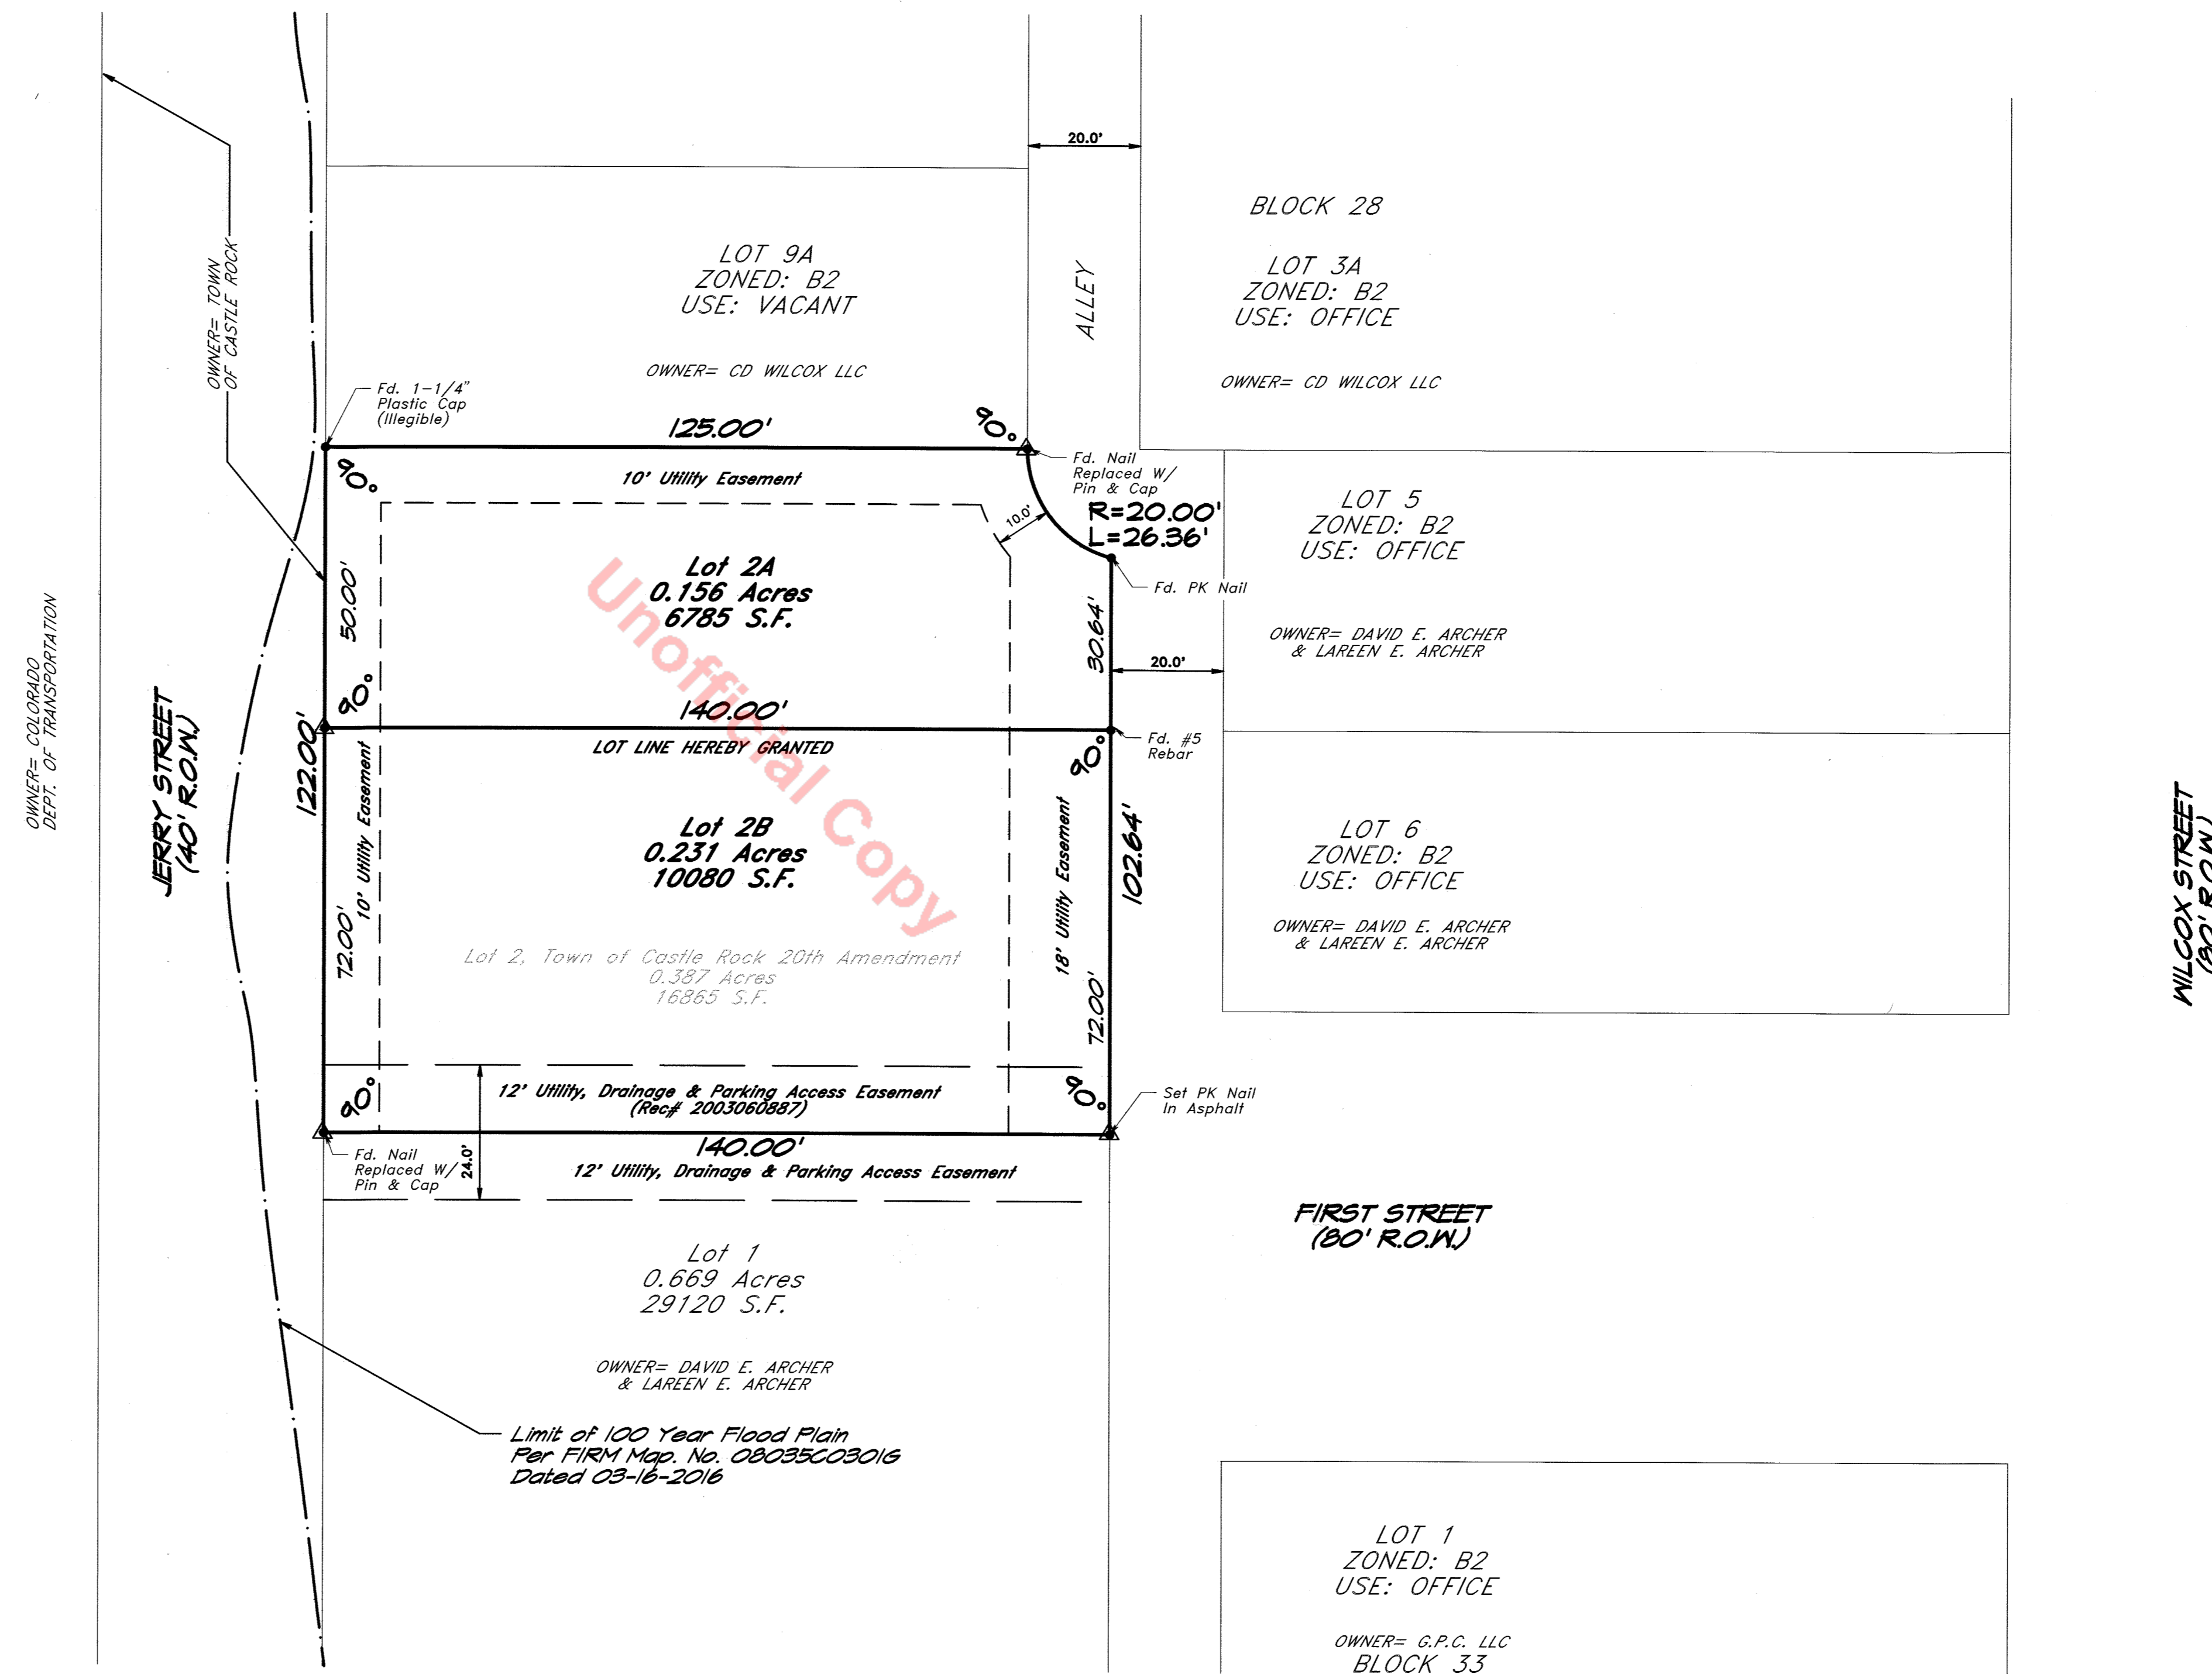 20.0'
BLOCK 28
LOT 9A
ZONED: B2
USE: VACANT
OWNER= CD WILCOX LLC
ALLEY
LOT 3A
ZONED: B2
USE: OFFICE
OWNER= CD WILCOX LLC
OWNER= TOWN
OF CASTLE ROCK
Fd. 1-1/4"
Plastic Cap
(Illegible)
125.00'
90°
90°
Fd. Nail
Replaced W/
Pin & Cap
10' Utility Easement
10.0'
R=20.00'
L=26.36'
LOT 5
ZONED: B2
USE: OFFICE
OWNER= DAVID E. ARCHER
& LAREEN E. ARCHER
Lot 2A
0.156 Acres
6785 S.F.
50.00'
Fd. PK Nail
30.64'
20.0'
OWNER= COLORADO
DEPT. OF TRANSPORTATION
JERRY STREET
(40' R.O.W.)
90°
140.00'
LOT LINE HEREBY GRANTED
Fd. #5
Rebar
90°
122.00'
10' Utility Easement
72.00'
Lot 2B
0.231 Acres
10080 S.F.
Unofficial Copy
18' Utility Easement
102.64'
72.00'
LOT 6
ZONED: B2
USE: OFFICE
OWNER= DAVID E. ARCHER
& LAREEN E. ARCHER
WILCOX STREET
(80' R.O.W.)
Lot 2, Town of Castle Rock 20th Amendment
0.387 Acres
16865 S.F.
90°
12' Utility, Drainage & Parking Access Easement
(Rec# 2003060887)
90°
Set PK Nail
In Asphalt
140.00'
Fd. Nail
Replaced W/
Pin & Cap
24.0'
12' Utility, Drainage & Parking Access Easement
FIRST STREET
(80' R.O.W.)
Lot 1
0.669 Acres
29120 S.F.
OWNER= DAVID E. ARCHER
& LAREEN E. ARCHER
Limit of 100 Year Flood Plain
Per FIRM Map. No. 08035C0301G
Dated 03-16-2016
LOT 1
ZONED: B2
USE: OFFICE
OWNER= G.P.C. LLC
BLOCK 33